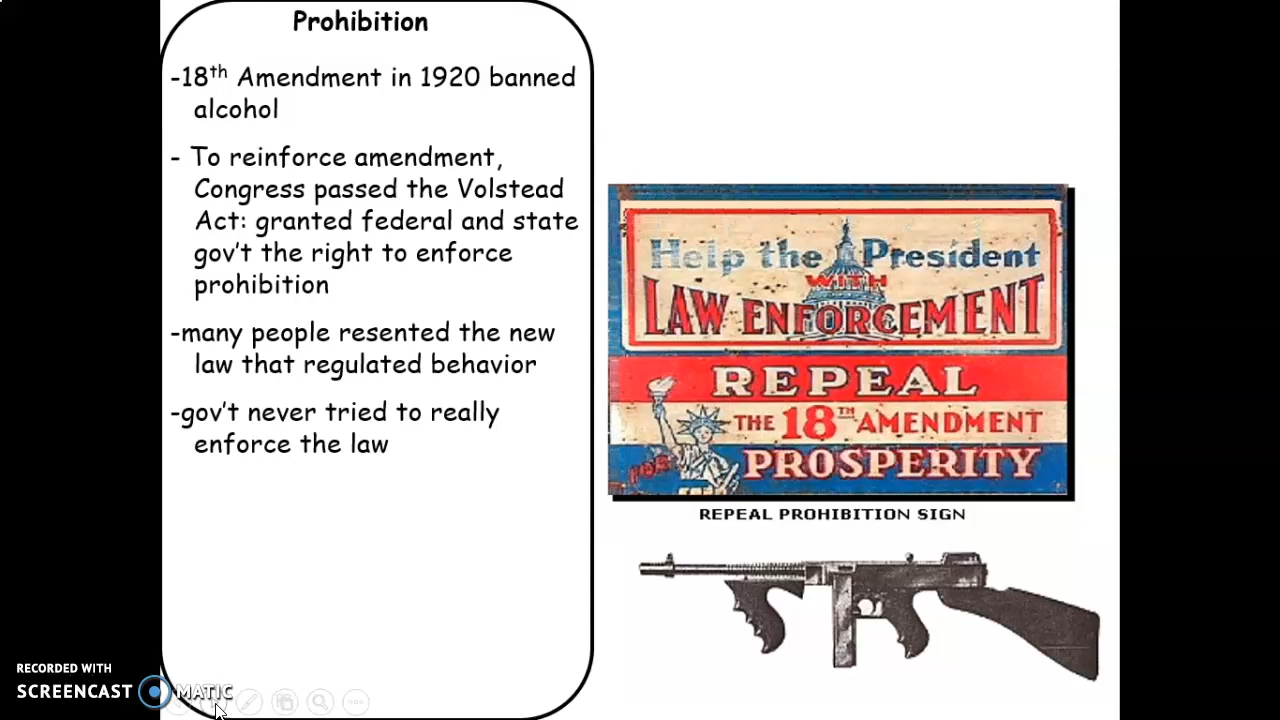 Prohibition
-18th Amendment in 1920 banned
alcohol
- To reinforce amendment,
Congress passed the Volstead
Act: granted federal and state
gov't the right to enforce
prohibition
-many people resented the new
law that regulated behavior
-gov't never tried to really
enforce the law
Help the President
WITH
LAW ENFORCEMENT
REPEAL
THE 18TH AMENDMENT
FOR PROSPERITY
REPEAL PROHIBITION SIGN
RECORDED WITH
SCREENCAST MATIC